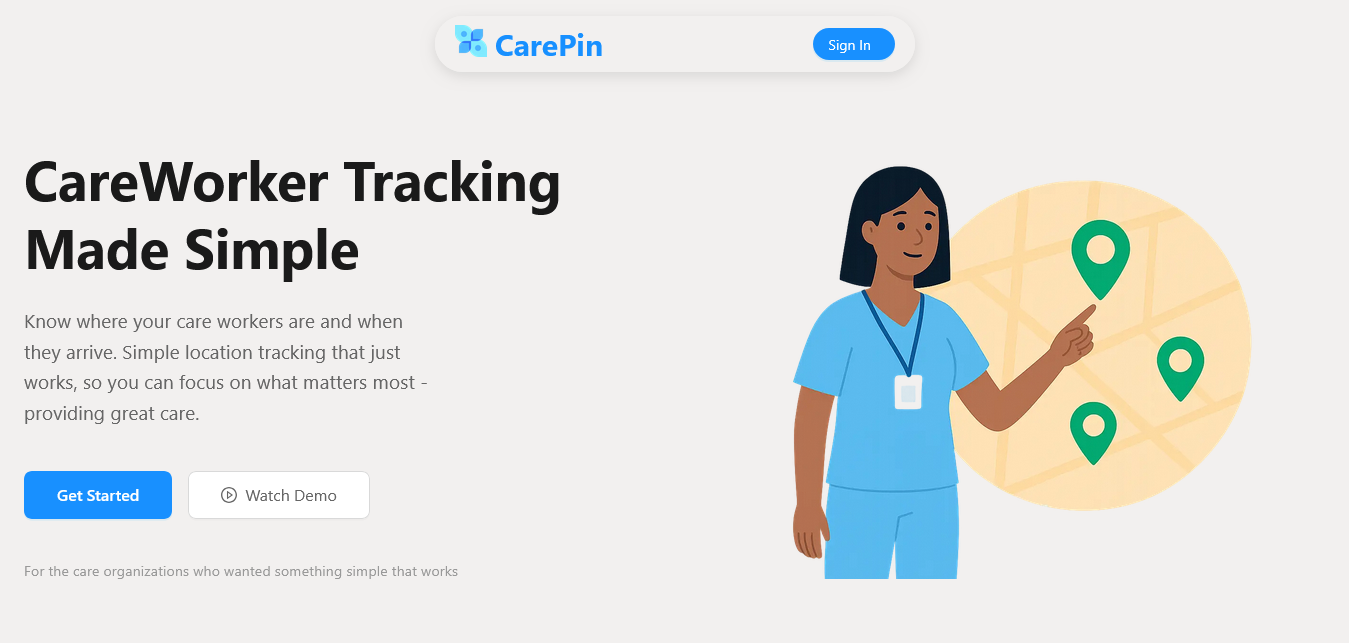 CarePin
Sign In
CareWorker Tracking
Made Simple
Know where your care workers are and when
they arrive. Simple location tracking that just
works, so you can focus on what matters most -
providing great care.
Get Started
Watch Demo
For the care organizations who wanted something simple that works